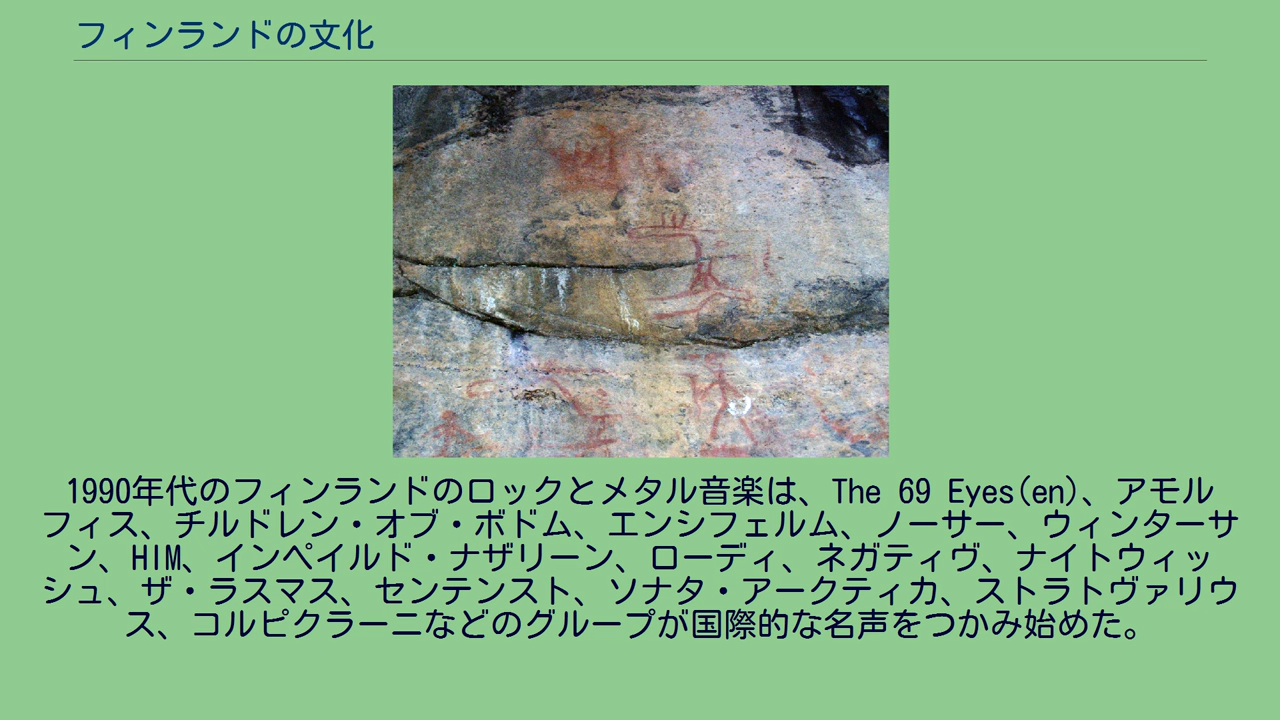 フィンランドの文化
1990年代のフィンランドのロックとメタル音楽は、The 69 Eyes(en)、アモル
フィス、チルドレン・オブ・ボドム、エンシフェルム、ノーサー、ウィンターサ
ン、HIM、インペイルド・ナザリーン、ローディ、ネガティヴ、ナイトウィッ
シュ、ザ・ラスマス、センテンスト、ソナタ・アークティカ、ストラトヴァリウ
ス、コルピクラーニなどのグループが国際的な名声をつかみ始めた。